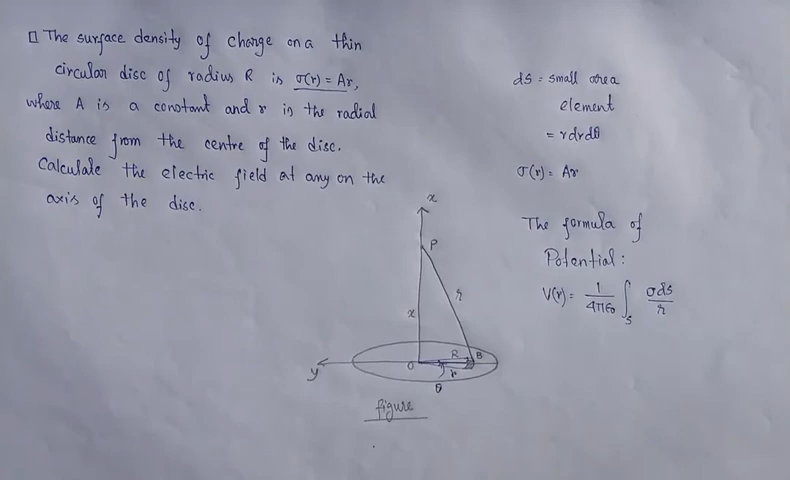 □ The surface density of charge on a thin
circular disc of radius R is σ(r) = Ar,
where A is a constant and r is the radial
distance from the centre of the disc.
Calculate the electric field at any on the
axis of the disc.
ds = small area
element
= rdrdθ
σ(r) = Ar
The formula of
Potential:
V(r) = 1/4πε0 ∫s σds/r
x
P
x
r
R
B
O
r
y
θ
figure